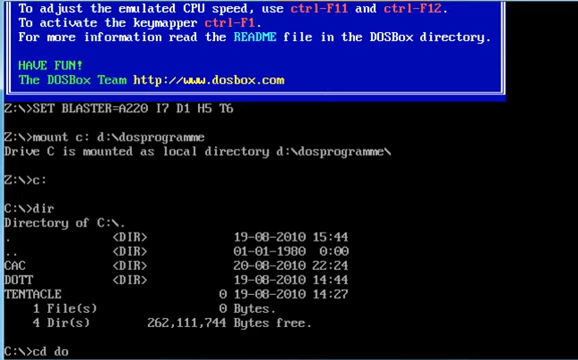 To adjust the emulated CPU speed, use ctrl-F11 and ctrl-F12.
To activate the keymapper ctrl-F1.
For more information read the README file in the DOSBox directory.
HAVE FUN!
The DOSBox Team http://www.dosbox.com
Z:\>SET BLASTER=A220 I7 D1 H5 T6
Z:\>mount c: d:\dosprogramme
Drive C is mounted as local directory d:\dosprogramme\
Z:\>c:
C:\>dir
Directory of C:\.
. <DIR> 19-08-2010 15:44
.. <DIR> 01-01-1980 0:00
CAC <DIR> 20-08-2010 22:24
DOTT <DIR> 19-08-2010 14:44
TENTACLE 0 19-08-2010 14:27
1 File(s) 0 Bytes.
4 Dir(s) 262,111,744 Bytes free.
C:\>cd do